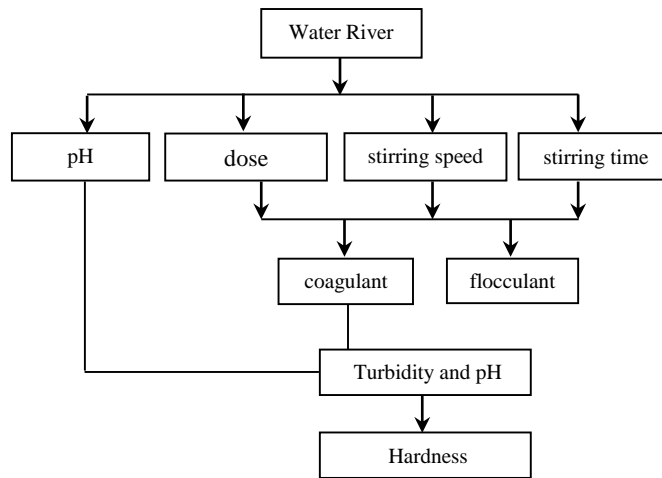 Water River
pH
dose
stirring speed
stirring time
coagulant
flocculant
Turbidity and pH
Hardness